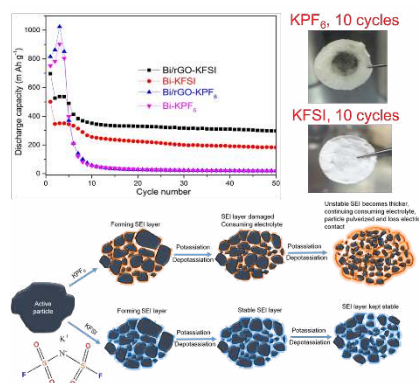 Discharge capacity (m Ah g⁻¹)
1000
800
600
400
200
0
Bi/rGO-KFSI
Bi-KFSI
Bi/rGO-KPF₆
Bi-KPF₆
0 10 20 30 40 50
Cycle number
KPF₆, 10 cycles
KFSI, 10 cycles
Active
particle
KPF₆
KFSI
Forming SEI layer
Potassiation
Depotassiation
SEI layer damaged
Consuming electrolyte
Potassiation
Depotassiation
Unstable SEI becomes thicker,
continuing consuming electrolyte,
particle pulverized and loss electric
contact
Forming SEI layer
Potassiation
Depotassiation
Stable SEI layer
Potassiation
Depotassiation
SEI layer kept stable
K⁺
O O
N⁻
S S
F O O F